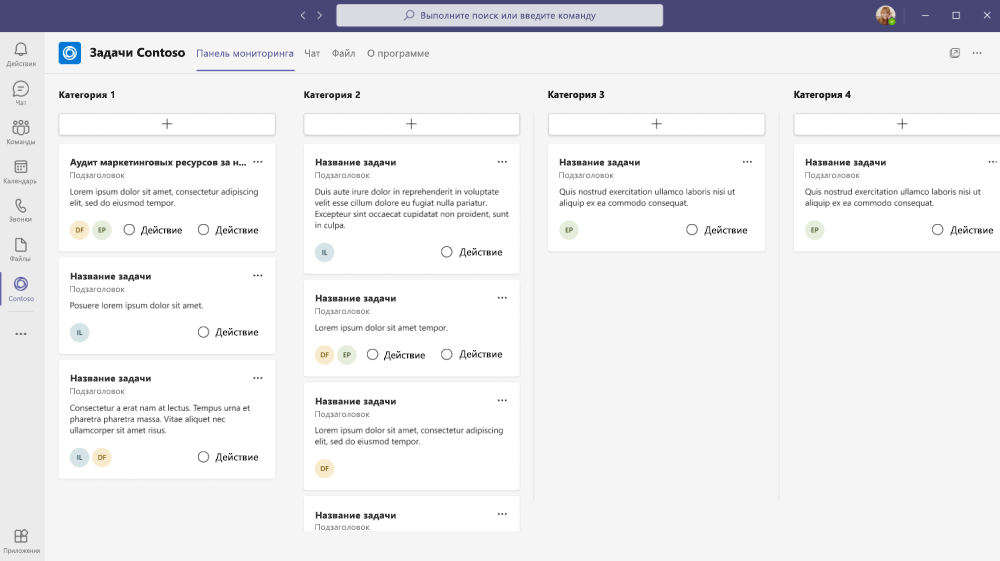 Выполните поиск или введите команду
Действия
Чат
Команды
Календарь
Звонки
Файлы
Contoso
Приложения
Задачи Contoso
Панель мониторинга
Чат
Файл
О программе
Категория 1
Аудит маркетинговых ресурсов за н...
Подзаголовок
Lorem ipsum dolor sit amet, consectetur adipiscing
elit, sed do eiusmod tempor.
DF EP Действие Действие
Название задачи
Подзаголовок
Posuere lorem ipsum dolor sit amet.
IL Действие
Название задачи
Подзаголовок
Consectetur a erat nam at lectus. Tempus urna et
pharetra pharetra massa. Vitae aliquet nec
ullamcorper sit amet risus.
IL DF Действие
Категория 2
Название задачи
Подзаголовок
Duis aute irure dolor in reprehenderit in voluptate
velit esse cillum dolore eu fugiat nulla pariatur.
Excepteur sint occaecat cupidatat non proident, sunt
in culpa.
IL Действие
Название задачи
Подзаголовок
Lorem ipsum dolor sit amet tempor.
DF EP Действие Действие
Название задачи
Подзаголовок
Lorem ipsum dolor sit amet, consectetur adipiscing
elit, sed do eiusmod tempor.
DF
Название задачи
Подзаголовок
Категория 3
Название задачи
Подзаголовок
Quis nostrud exercitation ullamco laboris nisi ut
aliquip ex ea commodo consequat.
EP Действие
Категория 4
Название задачи
Подзаголовок
Quis nostrud exercitation ullamco laboris nisi ut
aliquip ex ea commodo consequat.
EP Действие